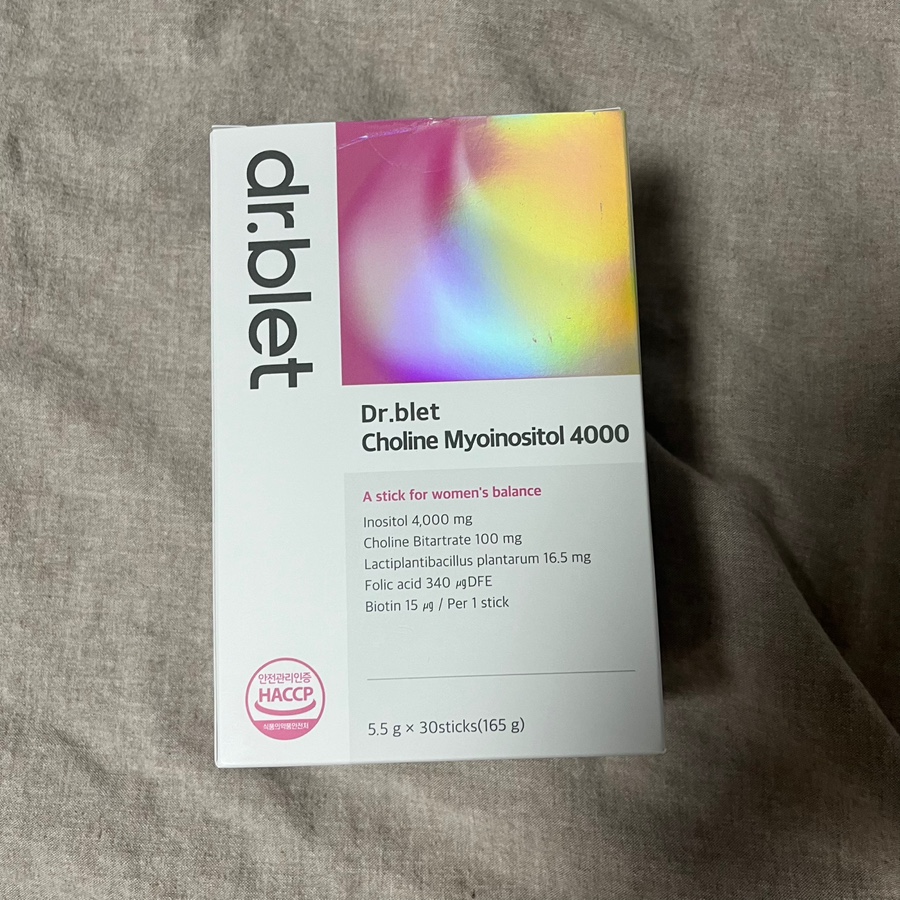 dr.blet
Dr.blet
Choline Myoinositol 4000
A stick for women's balance
Inositol 4,000 mg
Choline Bitartrate 100 mg
Lactiplantibacillus plantarum 16.5 mg
Folic acid 340 ㎍DFE
Biotin 15 ㎍ / Per 1 stick
안전관리인증
HACCP
식품의약품안전처
5.5 g × 30sticks(165 g)